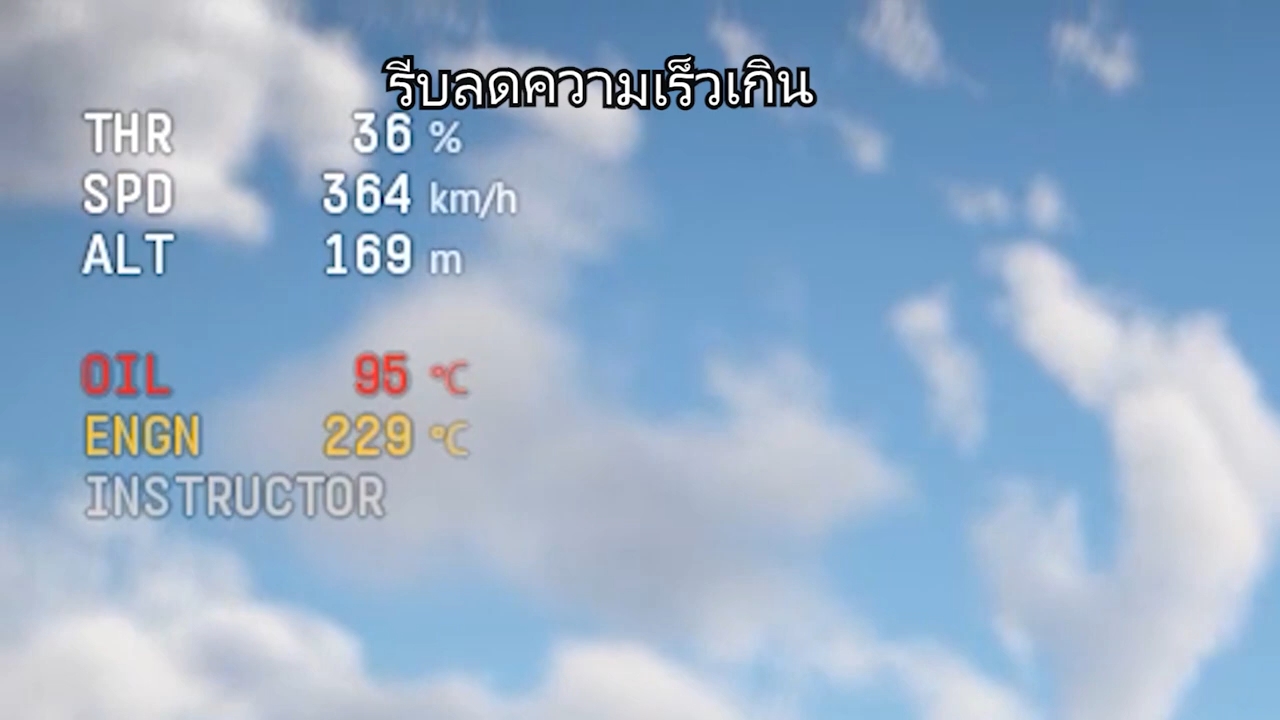 รีบลดความเร็วเกิน
THR 36 %
SPD 364 km/h
ALT 169 m
OIL 95 °C
ENGN 229 °C
INSTRUCTOR